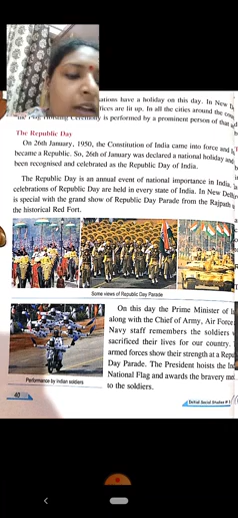 ations have a holiday on this day. In New
fices are lit up. In all the cities around the
is performed by a prominent person of that
The Republic Day
On 26th January, 1950, the Constitution of India came into force and
became a Republic. So, 26th of January was declared a national holiday and
been recognised and celebrated as the Republic Day of India.
The Republic Day is an annual event of national importance in India,
celebrations of Republic Day are held in every state of India. In New Delhi
is special with the grand show of Republic Day Parade from the Rajpath
the historical Red Fort.
Some views of Republic Day Parade
On this day the Prime Minister of
along with the Chief of Army, Air Force
Navy staff remembers the soldiers
sacrificed their lives for our country.
armed forces show their strength at a
Day Parade. The President hoists the
National Flag and awards the bravery
to the soldiers.
Performance by Indian soldiers
40
Social Studies